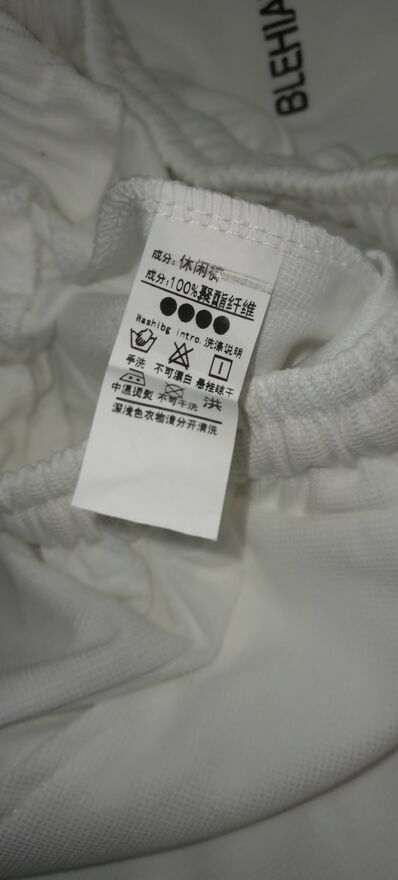 BLEHIA
成分：休闲裤
成分：100%聚酯纤维
Washibg intro.洗涤说明
手洗 不可漂白 悬挂晾干
中温熨熨 不可干洗 洪
深浅色衣物请分开清洗